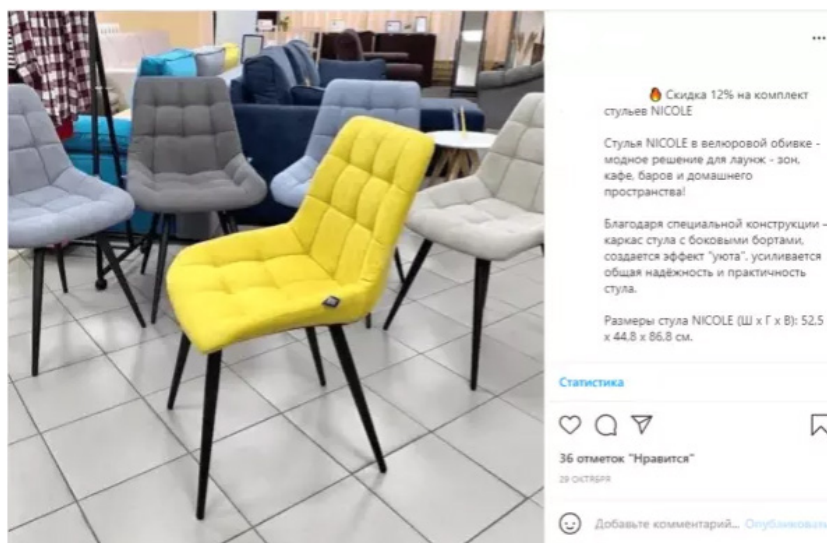 🔥 Скидка 12% на комплект
стульев NICOLE
Стулья NICOLE в велюровой обивке -
модное решение для лаунж - зон,
кафе, баров и домашнего
пространства!
Благодаря специальной конструкции -
каркас стула с боковыми бортами,
создается эффект "уюта", усиливается
общая надёжность и практичность
стула.
Размеры стула NICOLE (Ш х Г х В): 52,5
х 44,8 х 86,8 см.
Статистика
36 отметок "Нравится"
29 ОКТЯБРЯ
Добавьте комментарий... Опубликовать